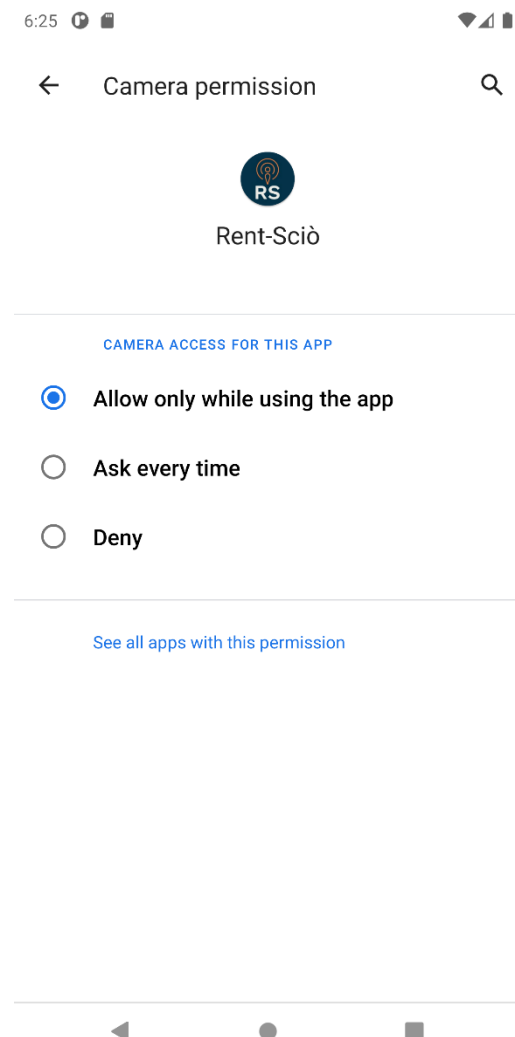 6:25
Camera permission
RS
Rent-Sciò
CAMERA ACCESS FOR THIS APP
Allow only while using the app
Ask every time
Deny
See all apps with this permission